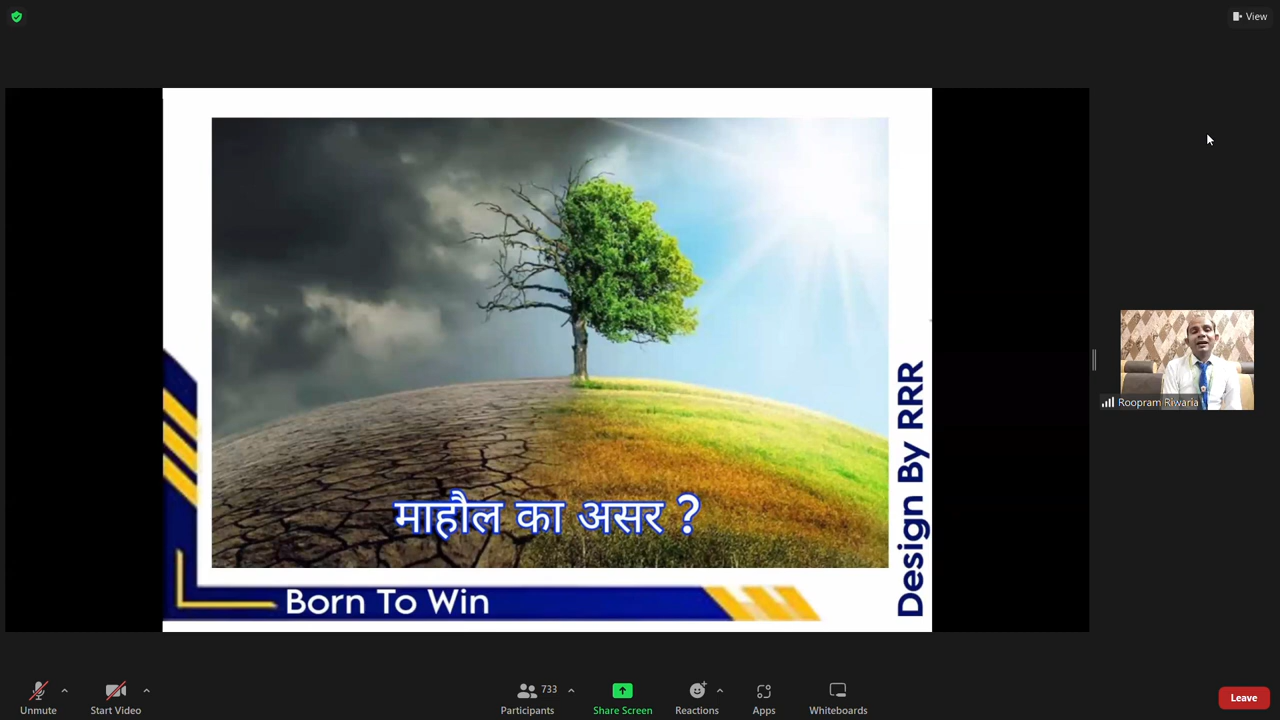 View
माहौल का असर ?
Born To Win
Design By RRR
Roopram Riwaria
Unmute
Start Video
733
Participants
Share Screen
Reactions
Apps
Whiteboards
Leave